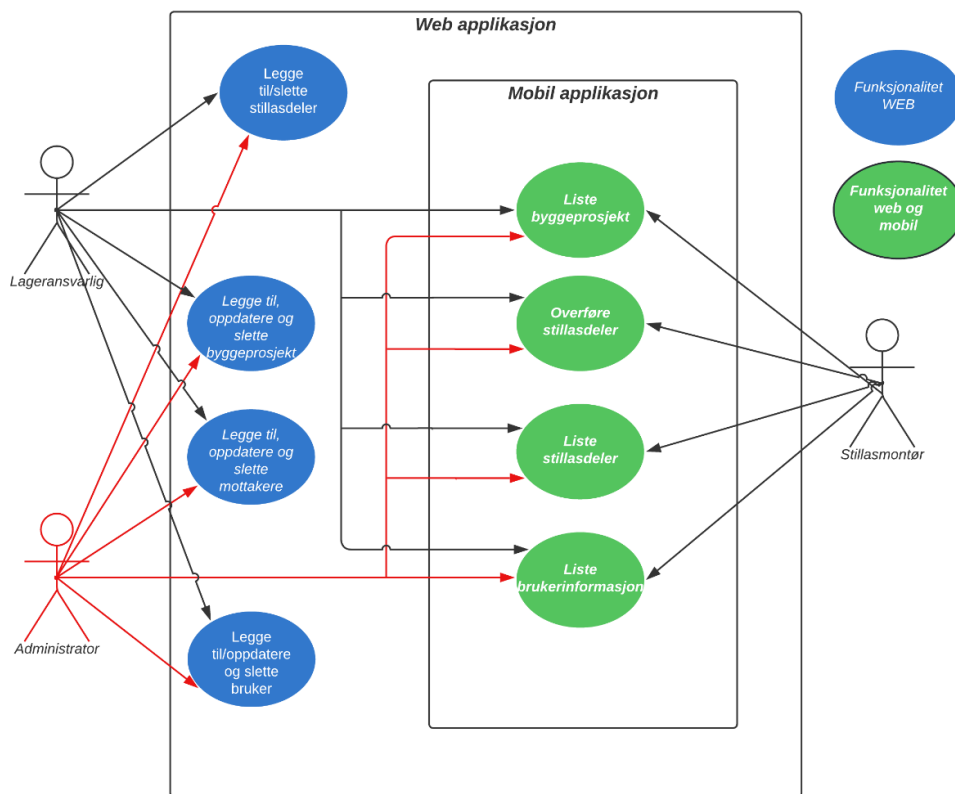 Web applikasjon
Legge
til/slette
stillasdeler
Mobil applikasjon
Funksjonalitet
WEB
Liste
byggeprosjekt
Funksjonalitet
web og
mobil
Lageransvarlig
Legge til,
oppdatere og
slette
byggeprosjekt
Overføre
stillasdeler
Legge til,
oppdatere og
slette
mottakere
Liste
stillasdeler
Stillasmontør
Liste
brukerinformasjon
Administrator
Legge
til/oppdatere
og slette
bruker